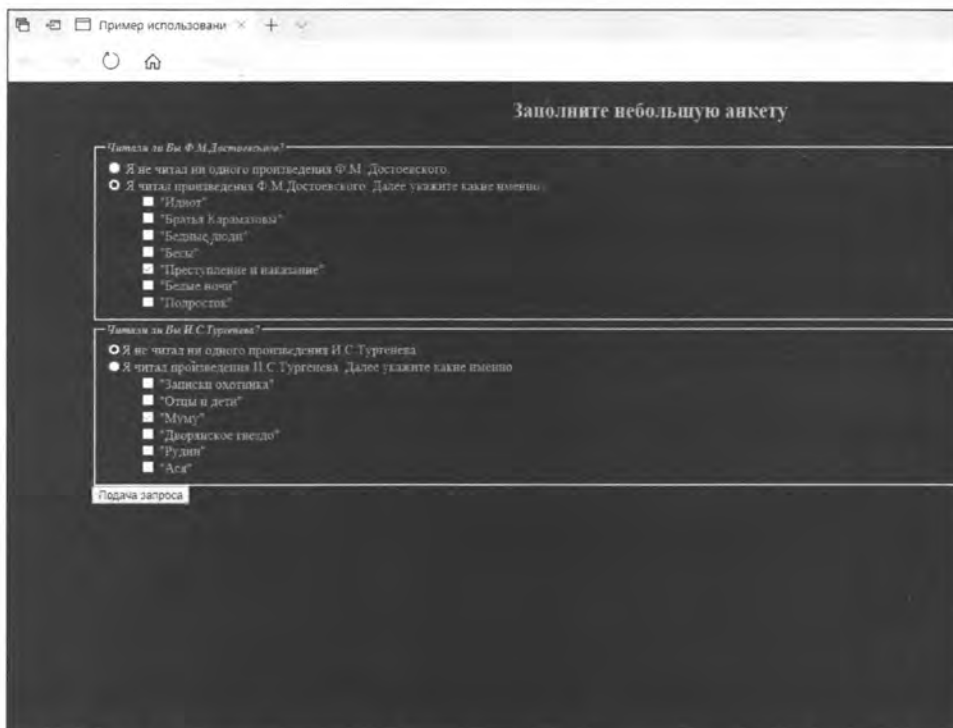 Пример использовани
Заполните небольшую анкету
Читали ли Вы Ф.М.Достоевского?
Я не читал ни одного произведения Ф.М. Достоевского.
Я читал произведения Ф.М.Достоевского. Далее укажите какие именно:
"Идиот"
"Братья Карамазовы"
"Бедные люди"
"Бесы"
"Преступление и наказание"
"Белые ночи"
"Подросток"
Читали ли Вы И.С.Тургенева?
Я не читал ни одного произведения И.С.Тургенева
Я читал произведения И.С.Тургенева. Далее укажите какие именно
"Записки охотника"
"Отцы и дети"
"Муму"
"Дворянское гнездо"
"Рудин"
"Ася"
Подача запроса